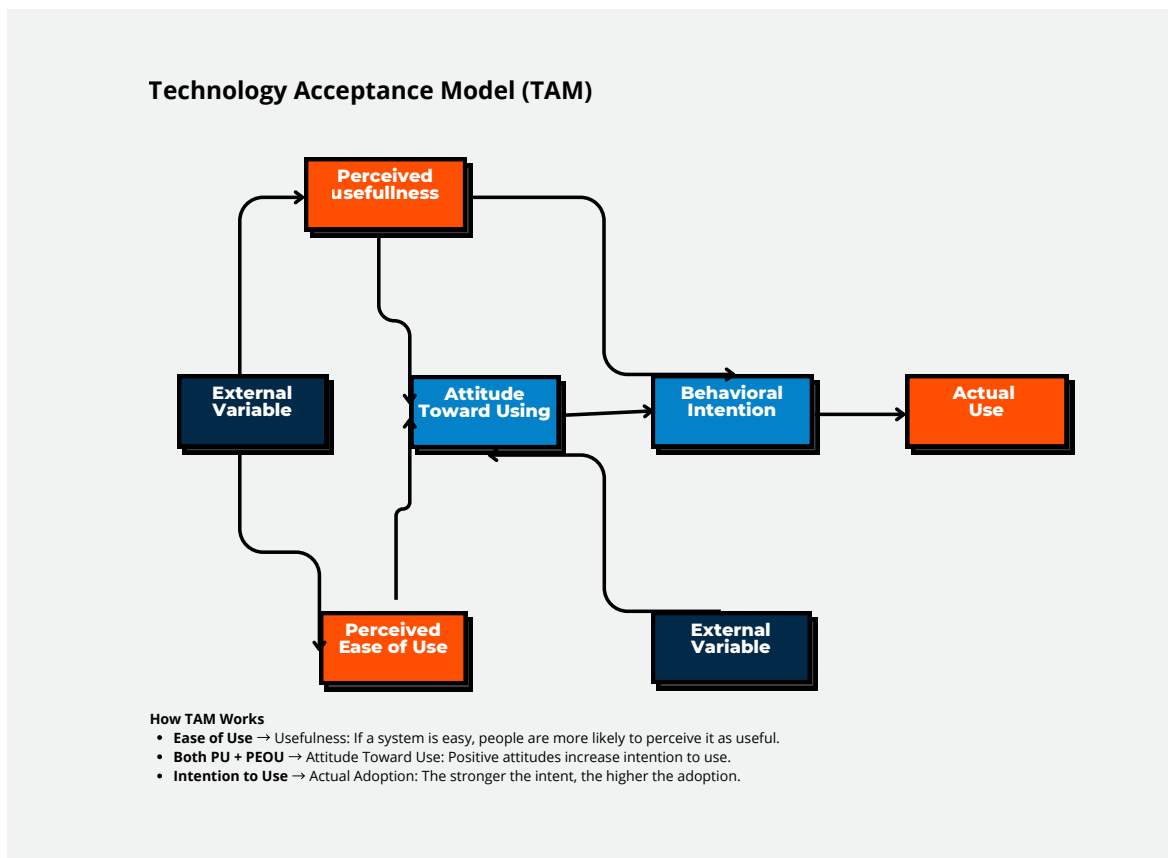 Technology Acceptance Model (TAM)
Perceived
usefullness
External
Variable
Attitude
Toward Using
Behavioral
Intention
Actual
Use
Perceived
Ease of Use
External
Variable
How TAM Works
• Ease of Use → Usefulness: If a system is easy, people are more likely to perceive it as useful.
• Both PU + PEOU → Attitude Toward Use: Positive attitudes increase intention to use.
• Intention to Use → Actual Adoption: The stronger the intent, the higher the adoption.